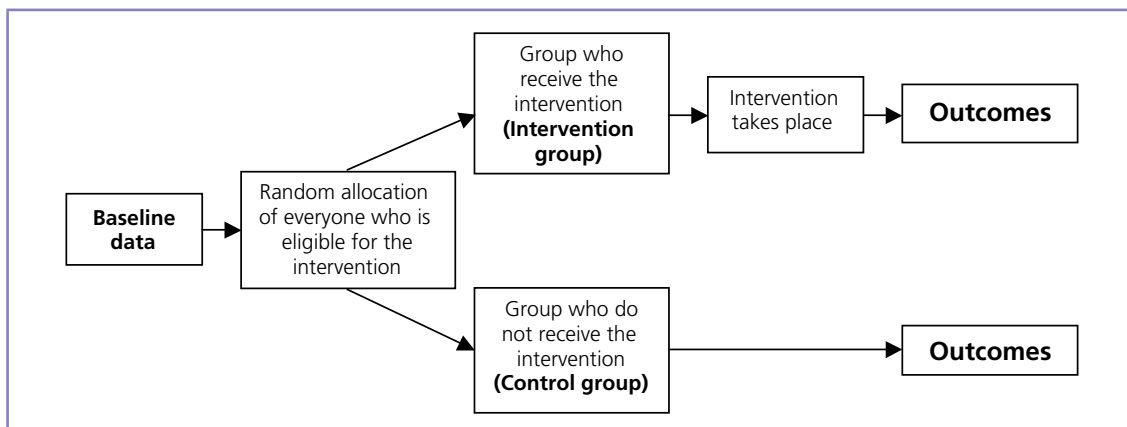 Baseline
data
Random allocation
of everyone who is
eligible for the
intervention
Group who
receive the
intervention
(Intervention
group)
Intervention
takes place
Outcomes
Group who do
not receive the
intervention
(Control group)
Outcomes